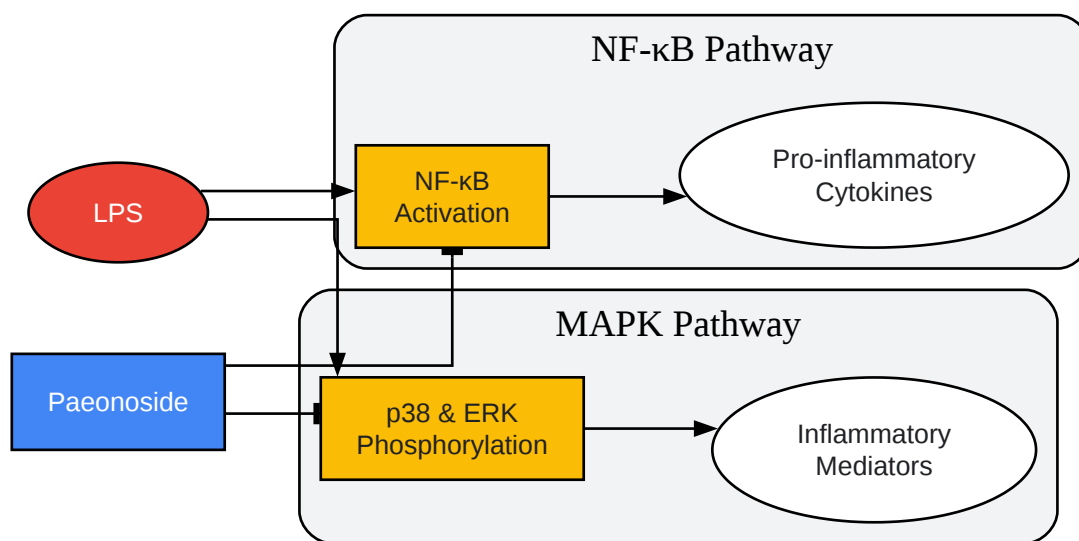 NF-κB Pathway
Pro-inflammatory
Cytokines
NF-κB
Activation
LPS
MAPK Pathway
Paeonoside
p38 & ERK
Phosphorylation
Inflammatory
Mediators